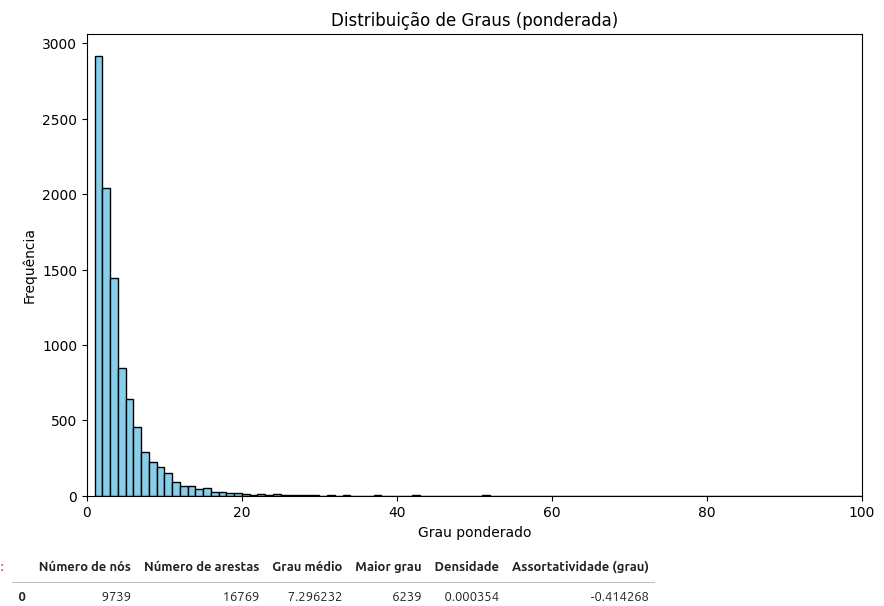 Distribuição de Graus (ponderada)
3000
2500
2000
1500
1000
500
0
Frequência
0 20 40 60 80 100
Grau ponderado
: Número de nós Número de arestas Grau médio Maior grau Densidade Assortatividade (grau)
0 9739 16769 7.296232 6239 0.000354 -0.414268